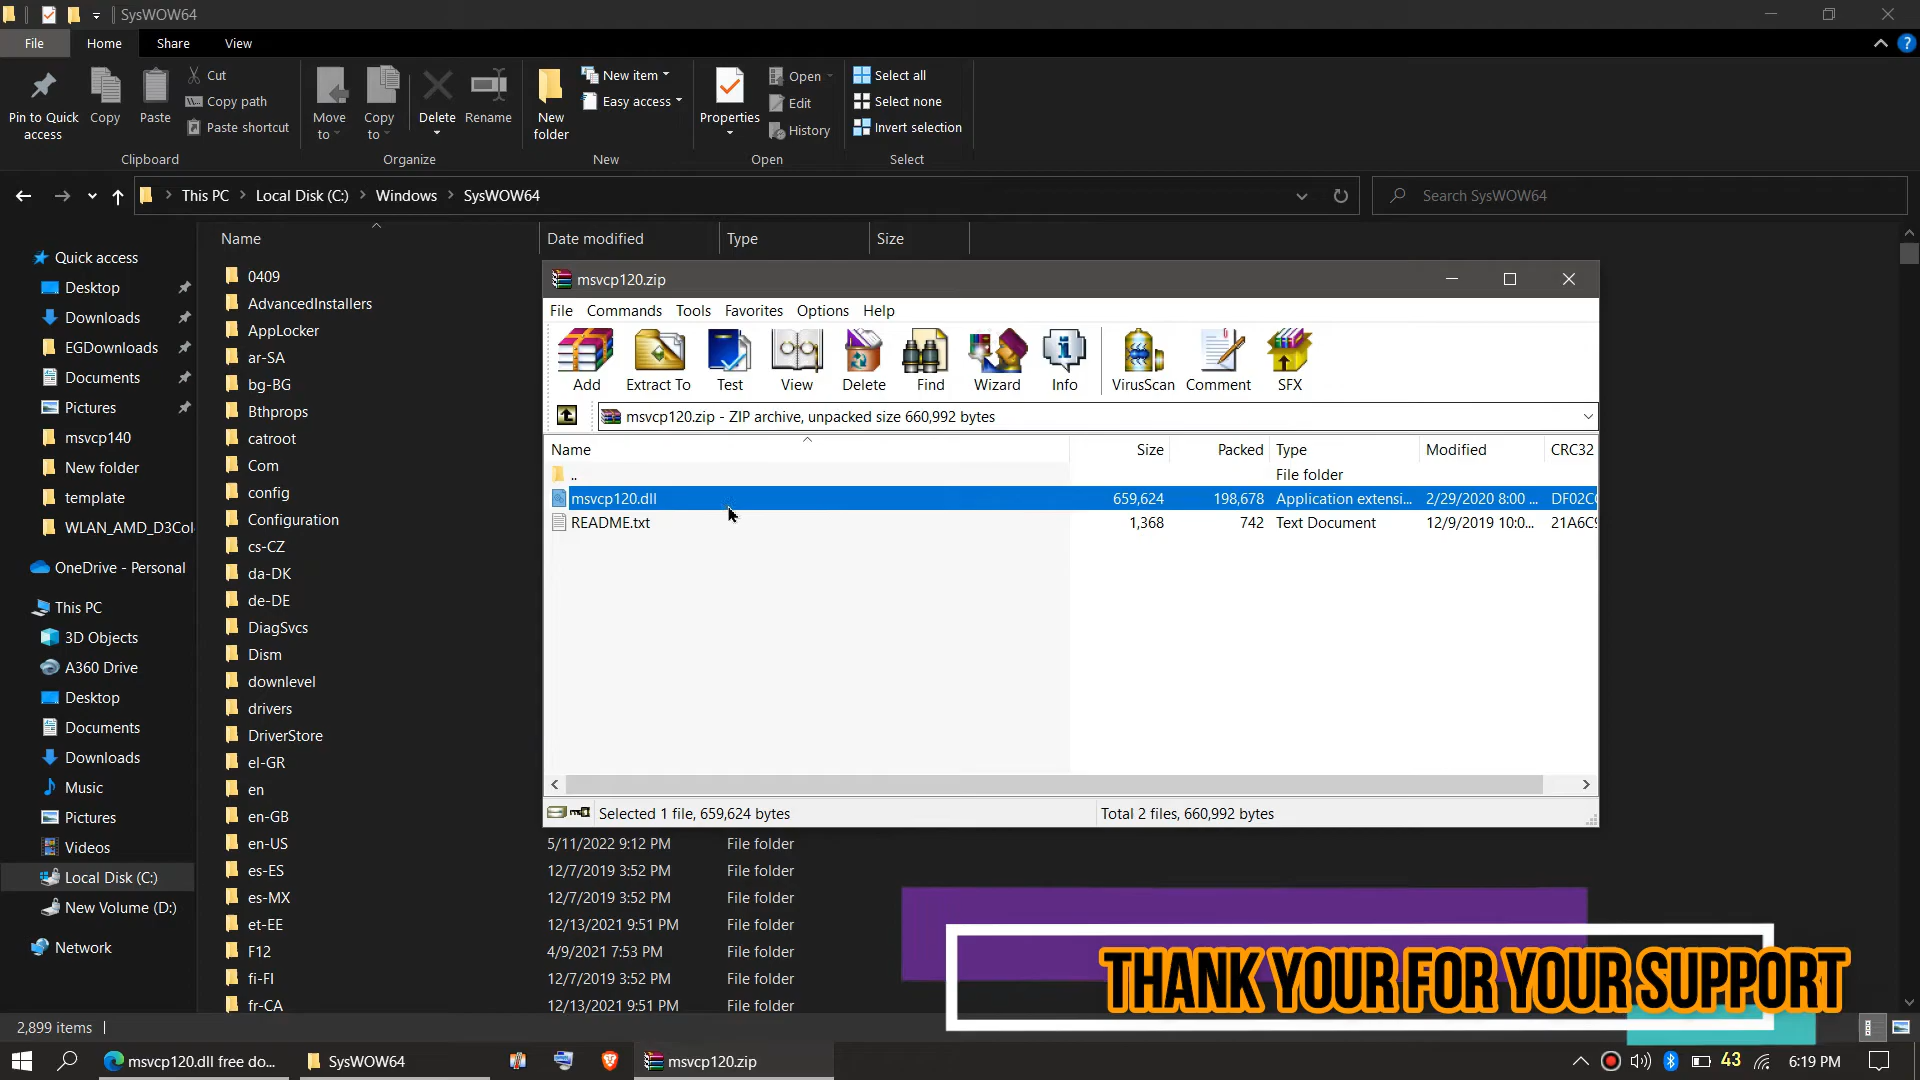 SysWOW64
File Home Share View
Pin to Quick access
Copy
Paste
Cut
Copy path
Paste shortcut
Clipboard
Move to
Copy to
Delete
Rename
Organize
New folder
New item
Easy access
New
Properties
Open
Edit
History
Open
Select all
Select none
Invert selection
Select
This PC > Local Disk (C:) > Windows > SysWOW64
Search SysWOW64
Quick access
Desktop
Downloads
EGDownloads
Documents
Pictures
msvcp140
New folder
template
WLAN_AMD_D3Col
OneDrive - Personal
This PC
3D Objects
A360 Drive
Desktop
Documents
Downloads
Music
Pictures
Videos
Local Disk (C:)
New Volume (D:)
Network
Name Date modified Type Size
0409
AdvancedInstallers
AppLocker
ar-SA
bg-BG
Bthprops
catroot
Com
config
Configuration
cs-CZ
da-DK
de-DE
DiagSvcs
Dism
downlevel
drivers
DriverStore
el-GR
en
en-GB
en-US 5/11/2022 9:12 PM File folder
es-ES 12/7/2019 3:52 PM File folder
es-MX 12/7/2019 3:52 PM File folder
et-EE 12/13/2021 9:51 PM File folder
F12 4/9/2021 7:53 PM File folder
fi-FI 12/7/2019 3:52 PM File folder
fr-CA 12/13/2021 9:51 PM File folder
msvcp120.zip
File Commands Tools Favorites Options Help
Add Extract To Test View Delete Find Wizard Info VirusScan Comment SFX
msvcp120.zip - ZIP archive, unpacked size 660,992 bytes
Name Size Packed Type Modified CRC32
.. File folder
msvcp120.dll 659,624 198,678 Application extensi... 2/29/2020 8:00 ... DF02C
README.txt 1,368 742 Text Document 12/9/2019 10:0... 21A6C
Selected 1 file, 659,624 bytes
Total 2 files, 660,992 bytes
THANK YOUR FOR YOUR SUPPORT
2,899 items
msvcp120.dll free do...
SysWOW64
msvcp120.zip
43
6:19 PM